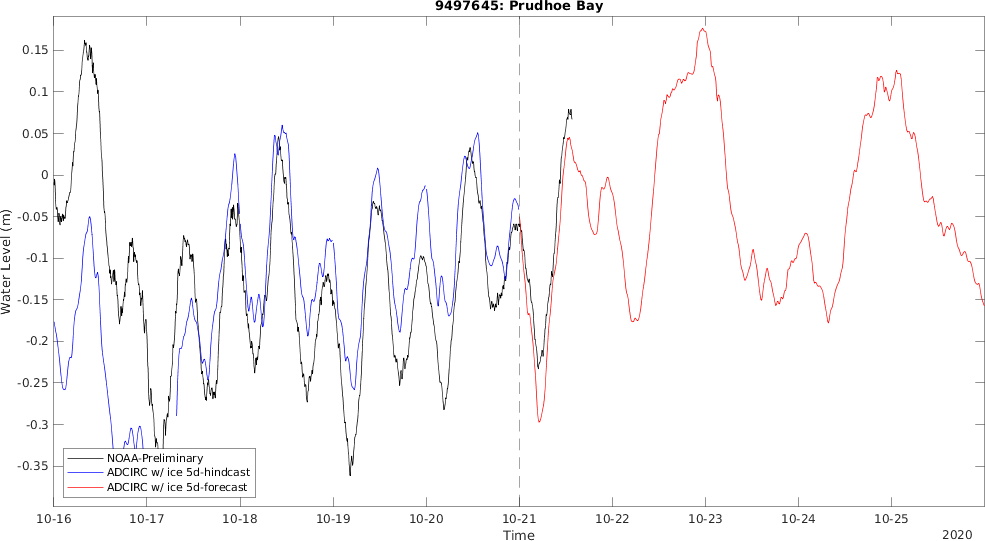 9497645: Prudhoe Bay
0.15
0.1
0.05
0
-0.05
-0.1
-0.15
-0.2
-0.25
-0.3
-0.35
Water Level (m)
NOAA-Preliminary
ADCIRC w/ ice 5d-hindcast
ADCIRC w/ ice 5d-forecast
10-16 10-17 10-18 10-19 10-20 10-21 10-22 10-23 10-24 10-25
Time
2020